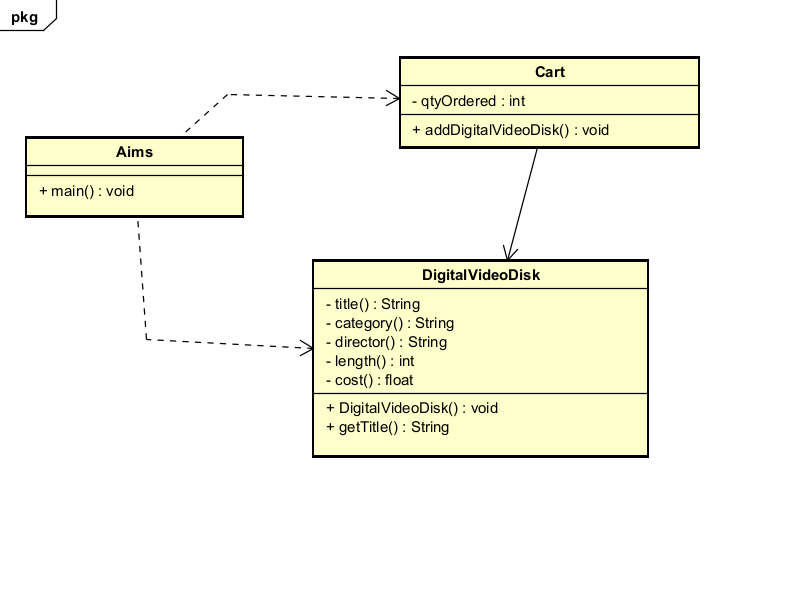 pkg
Cart
- qtyOrdered : int
+ addDigitalVideoDisk() : void
Aims
+ main() : void
DigitalVideoDisk
- title() : String
- category() : String
- director() : String
- length() : int
- cost() : float
+ DigitalVideoDisk() : void
+ getTitle() : String